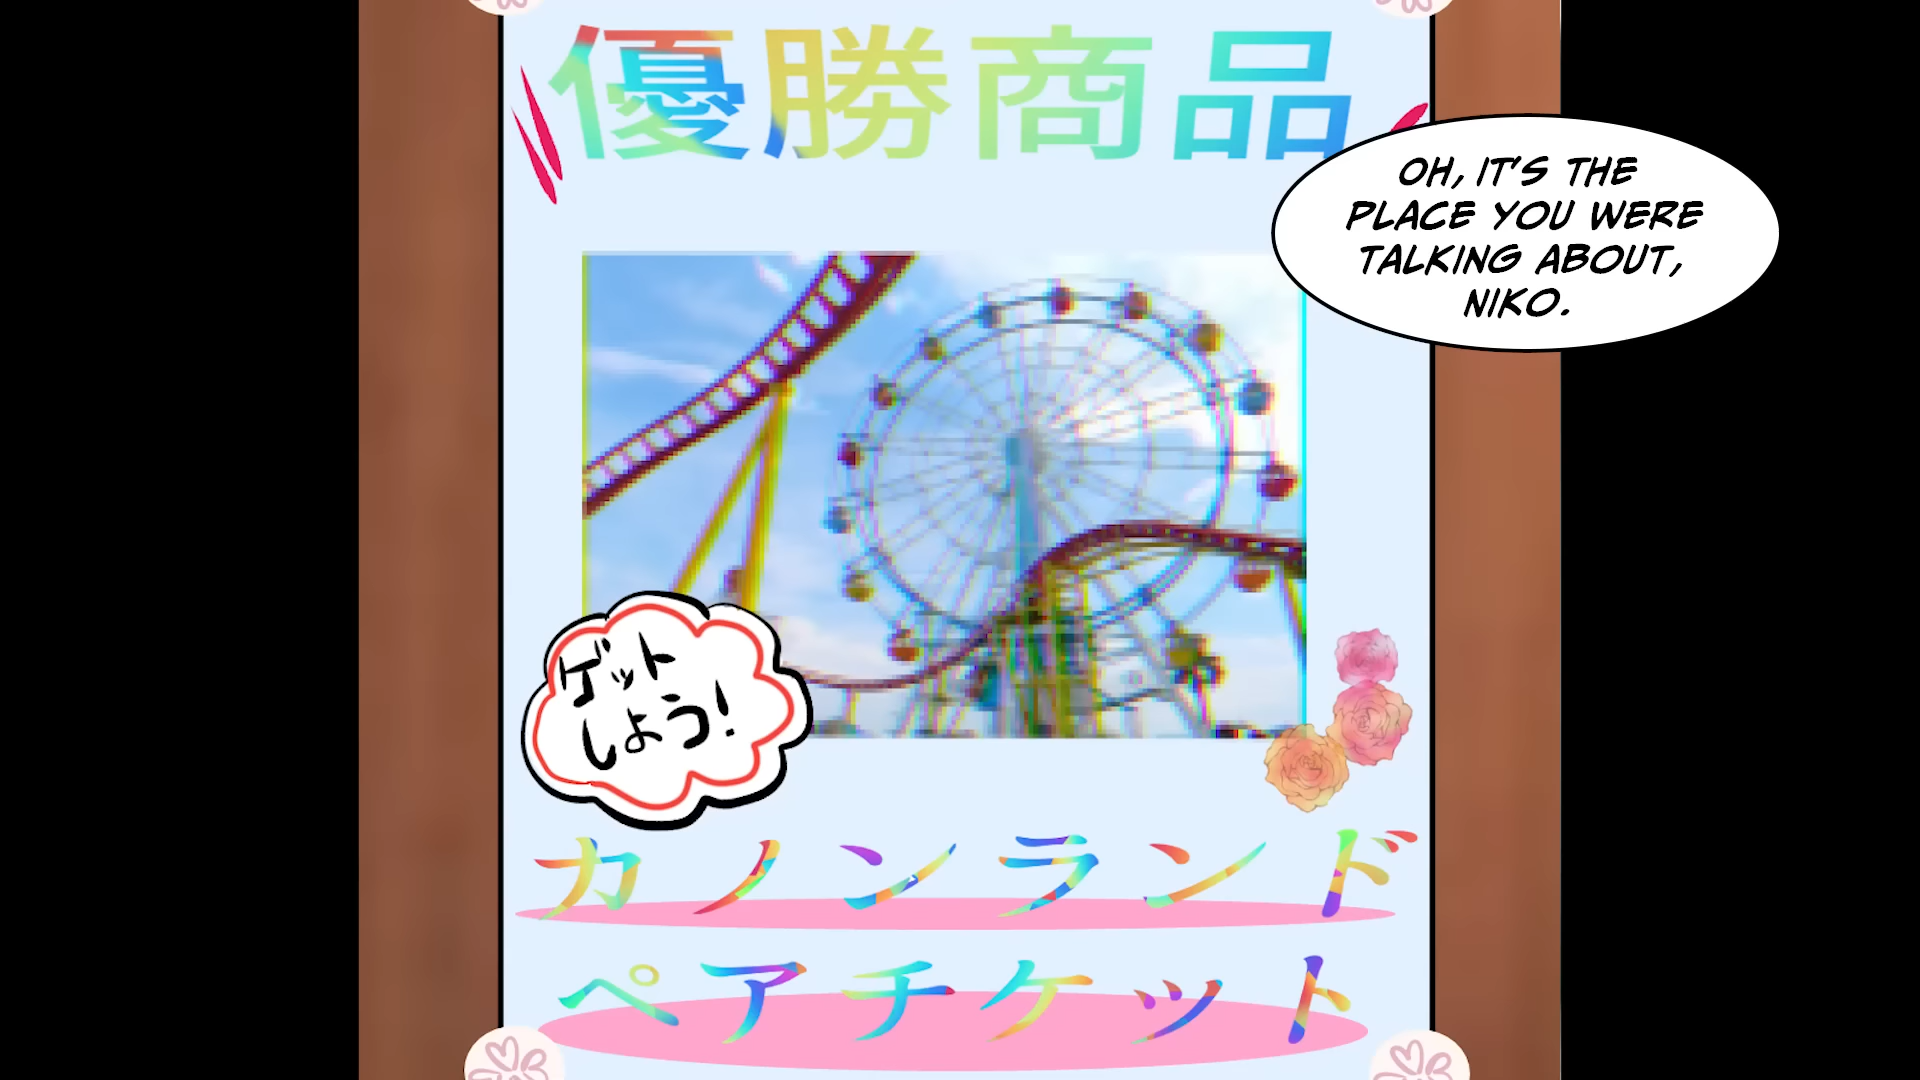 優勝商品
OH, IT'S THE
PLACE YOU WERE
TALKING ABOUT,
NIKO.
ゲット
しよう!
カノンランド
ペアチケット